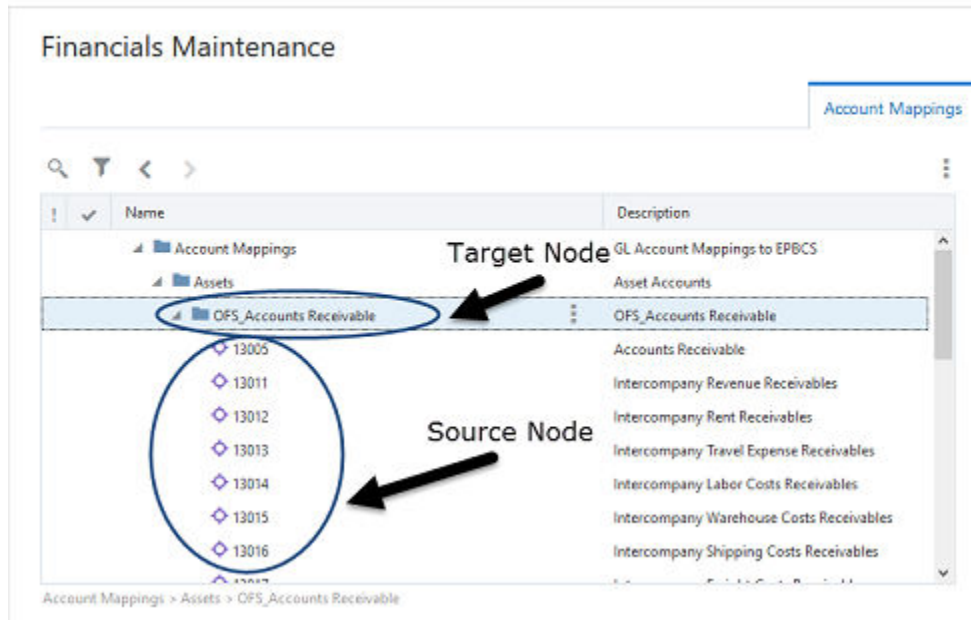 Financials Maintenance
Account Mappings
! Name Description
Account Mappings GL Account Mappings to EPBCS
Target Node
Assets Asset Accounts
OFS_Accounts Receivable OFS_Accounts Receivable
13005 Accounts Receivable
13011 Intercompany Revenue Receivables
13012 Intercompany Rent Receivables
Source Node
13013 Intercompany Travel Expense Receivables
13014 Intercompany Labor Costs Receivables
13015 Intercompany Warehouse Costs Receivables
13016 Intercompany Shipping Costs Receivables
Account Mappings > Assets > OFS_Accounts Receivable